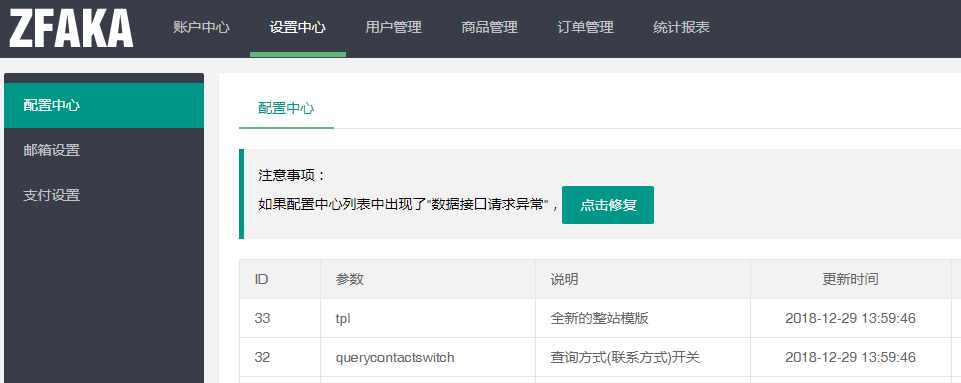 ZFAKA 账户中心 设置中心 用户管理 商品管理 订单管理 统计报表
配置中心
邮箱设置
支付设置
配置中心
注意事项：
如果配置中心列表中出现了"数据接口请求异常"， 点击修复
ID 参数 说明 更新时间
33 tpl 全新的整站模版 2018-12-29 13:59:46
32 querycontactswitch 查询方式(联系方式)开关 2018-12-29 13:59:46